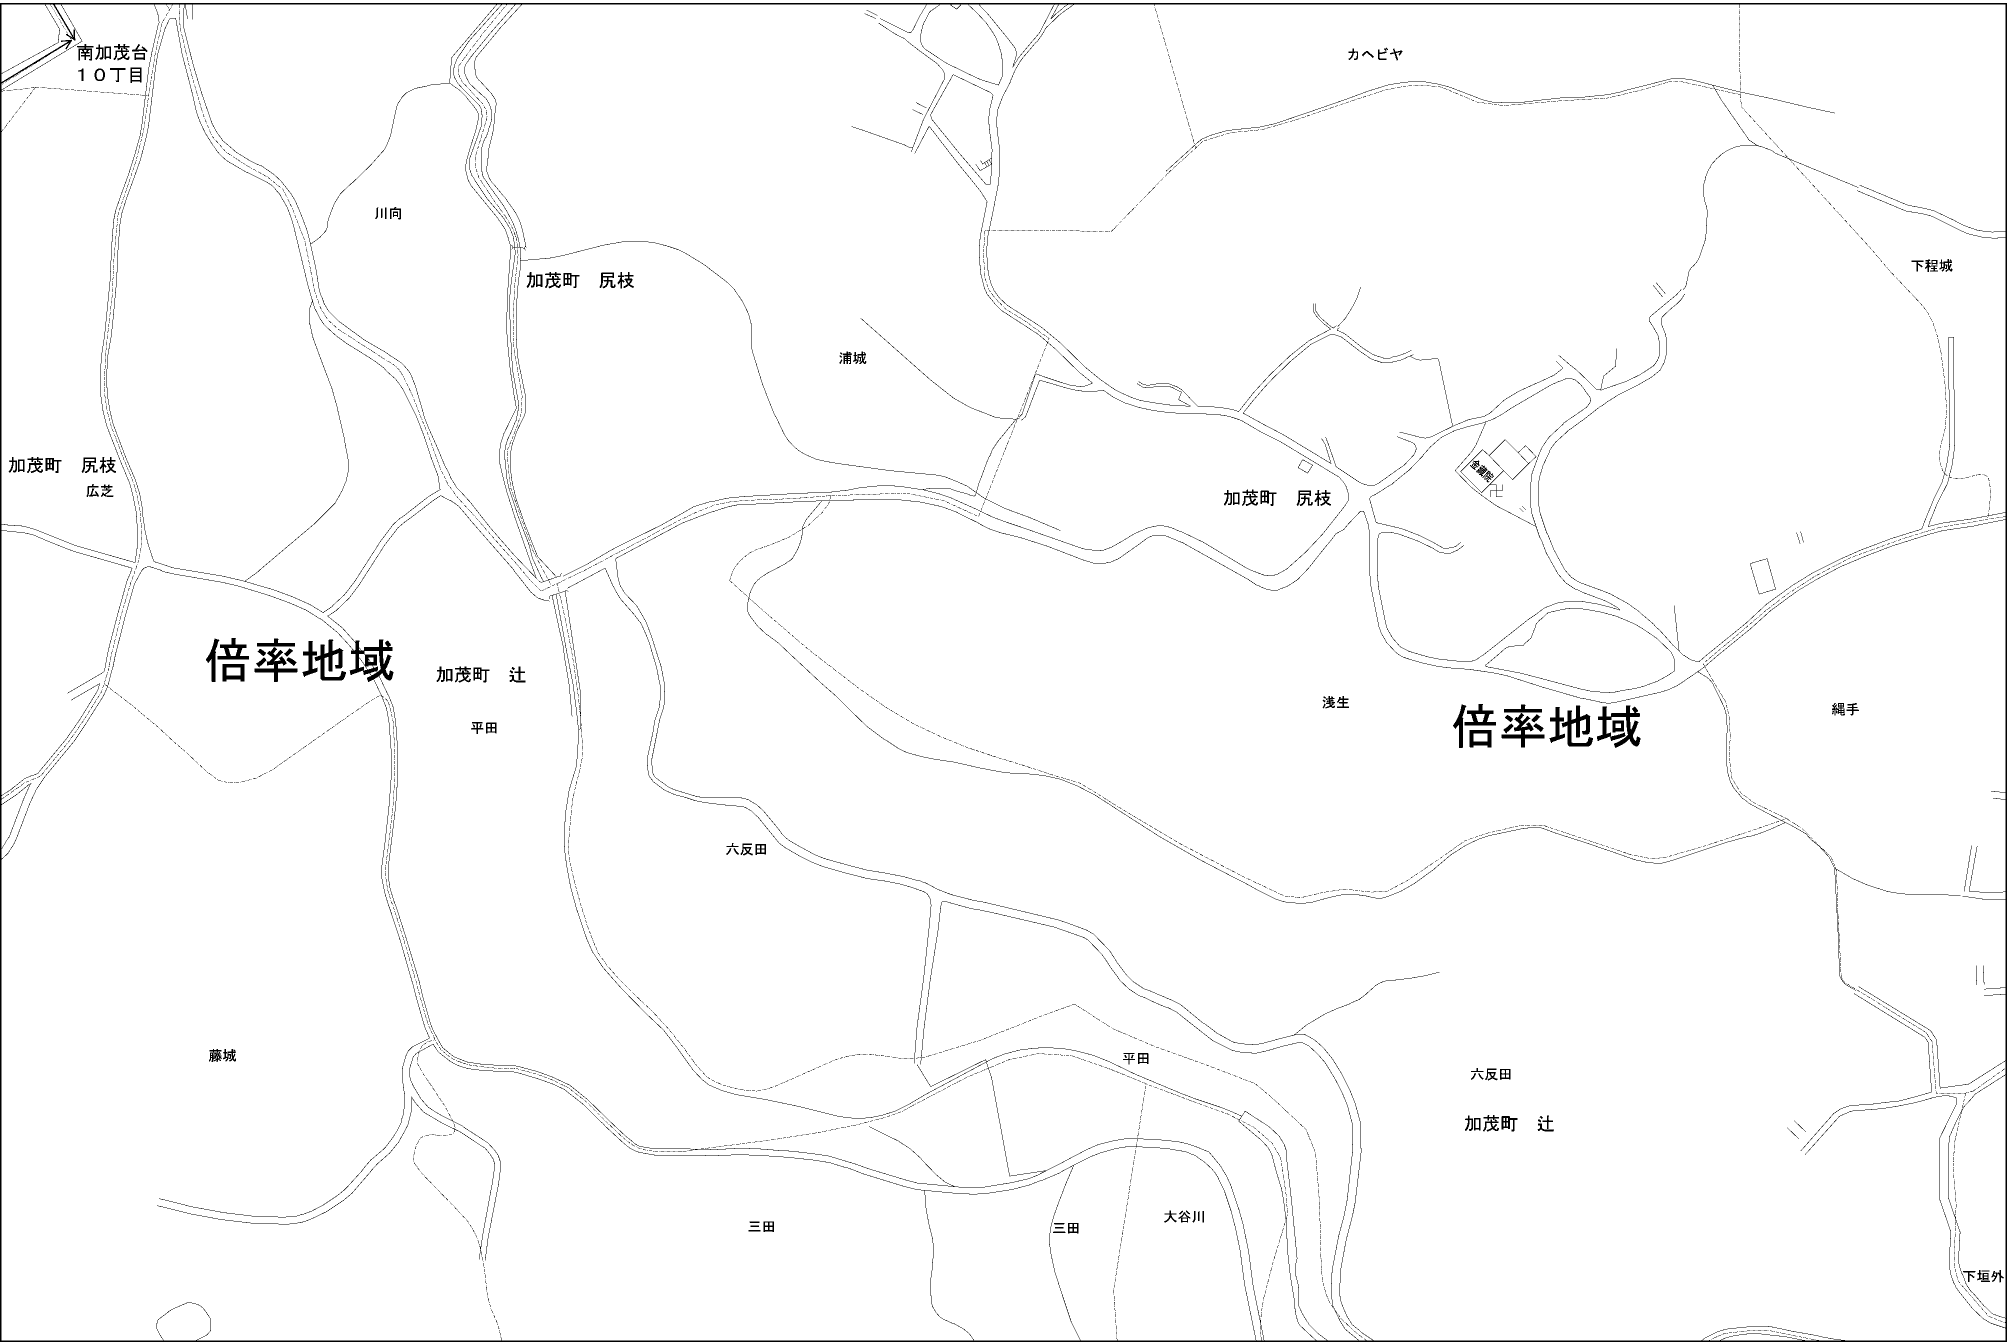 南加茂台
１０丁目
カヘビヤ
川向
下程城
加茂町　尻枝
浦城
加茂町　尻枝
広芝
金蔵院
加茂町　尻枝
倍率地域
加茂町　辻
平田
浅生
倍率地域
縄手
六反田
藤城
平田
六反田
加茂町　辻
三田
三田
大谷川
下垣外